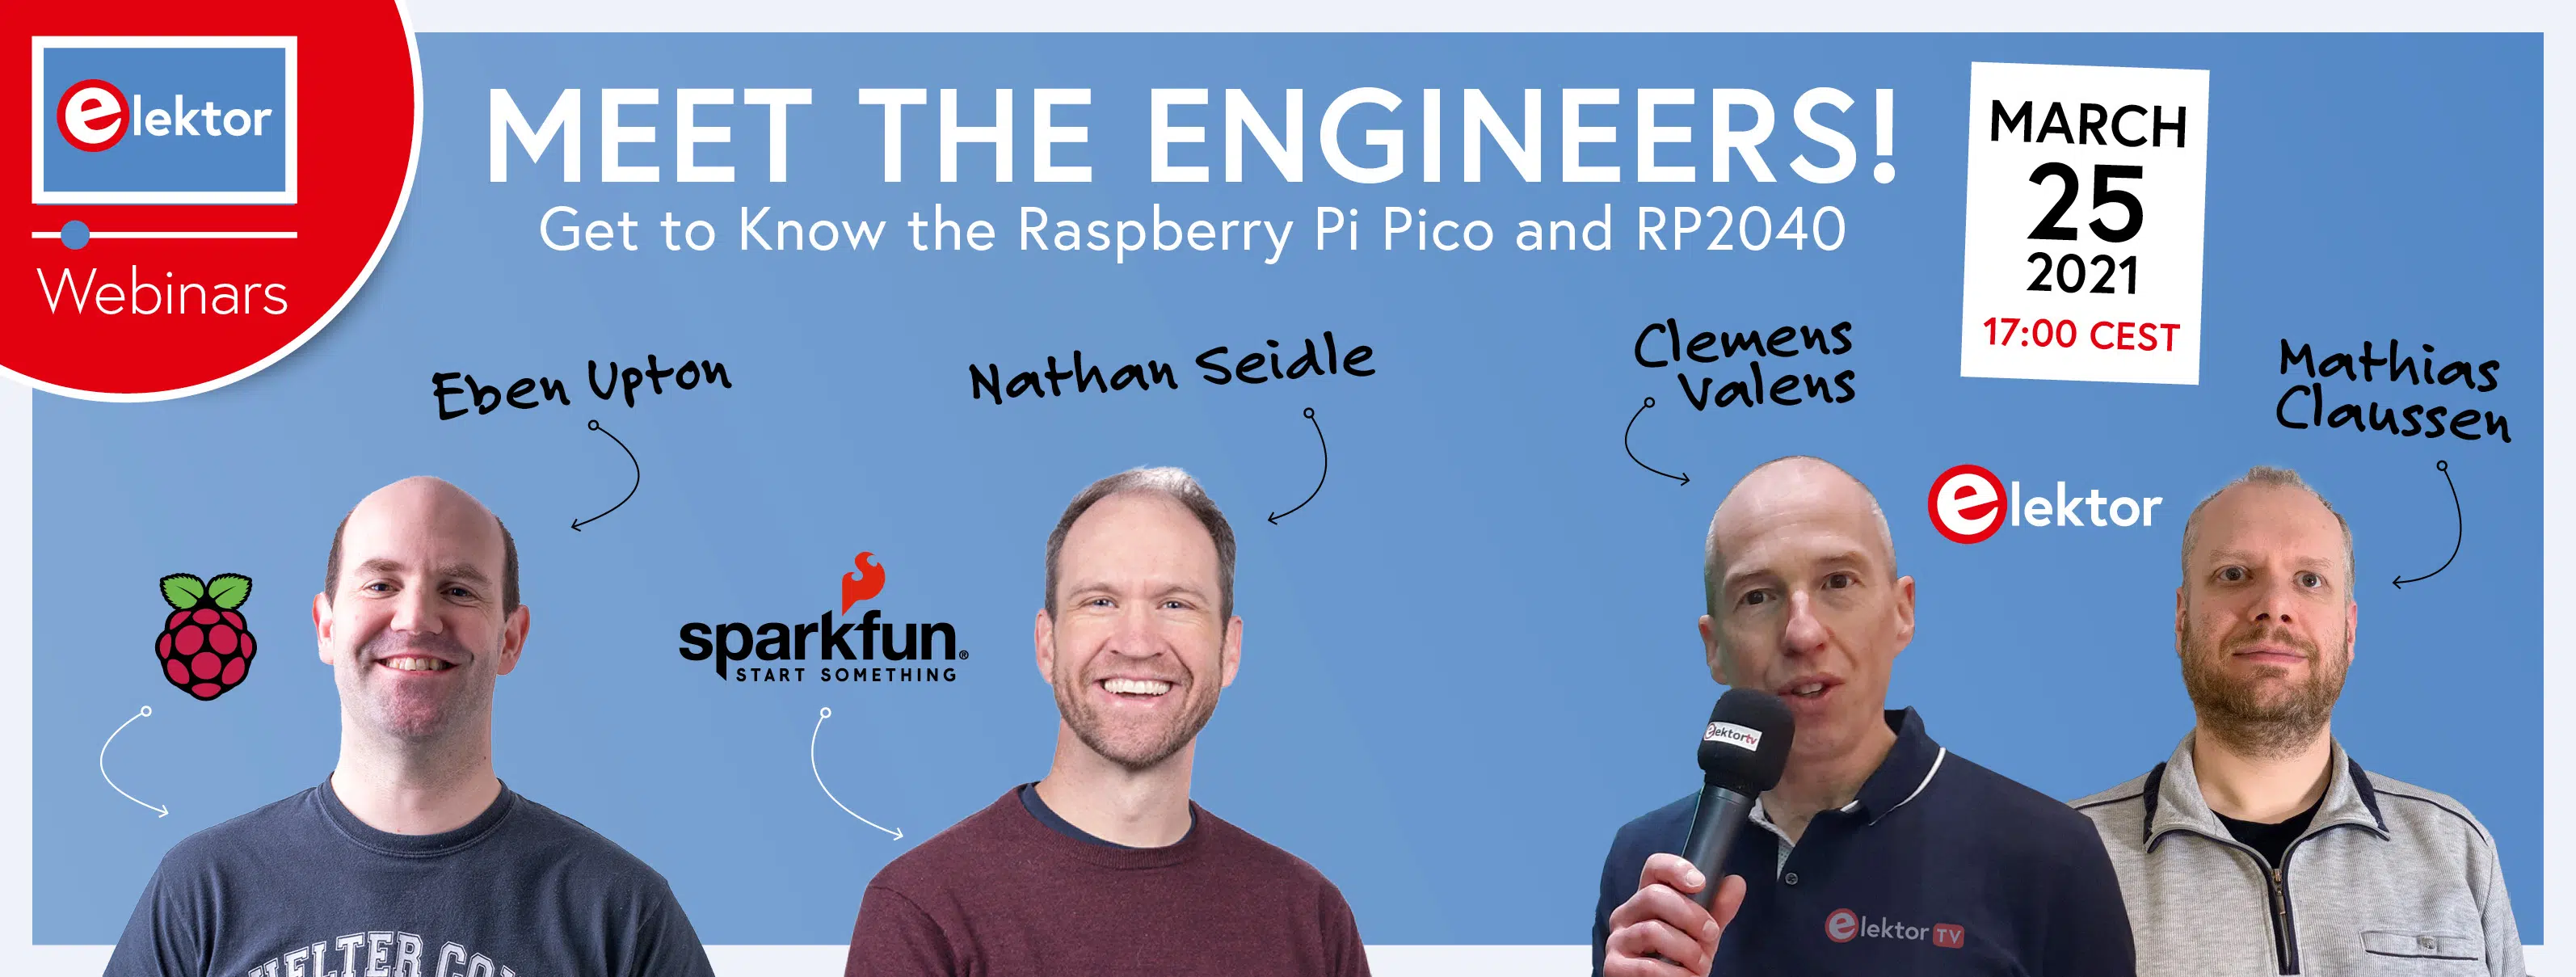 elektor
Webinars
MEET THE ENGINEERS!
Get to Know the Raspberry Pi Pico and RP2040
MARCH
25
2021
17:00 CEST
Eben Upton
Nathan Seidle
Clemens
Valens
Mathias
Claussen
sparkfun®
START SOMETHING
elektor
elektortv
elektor TV